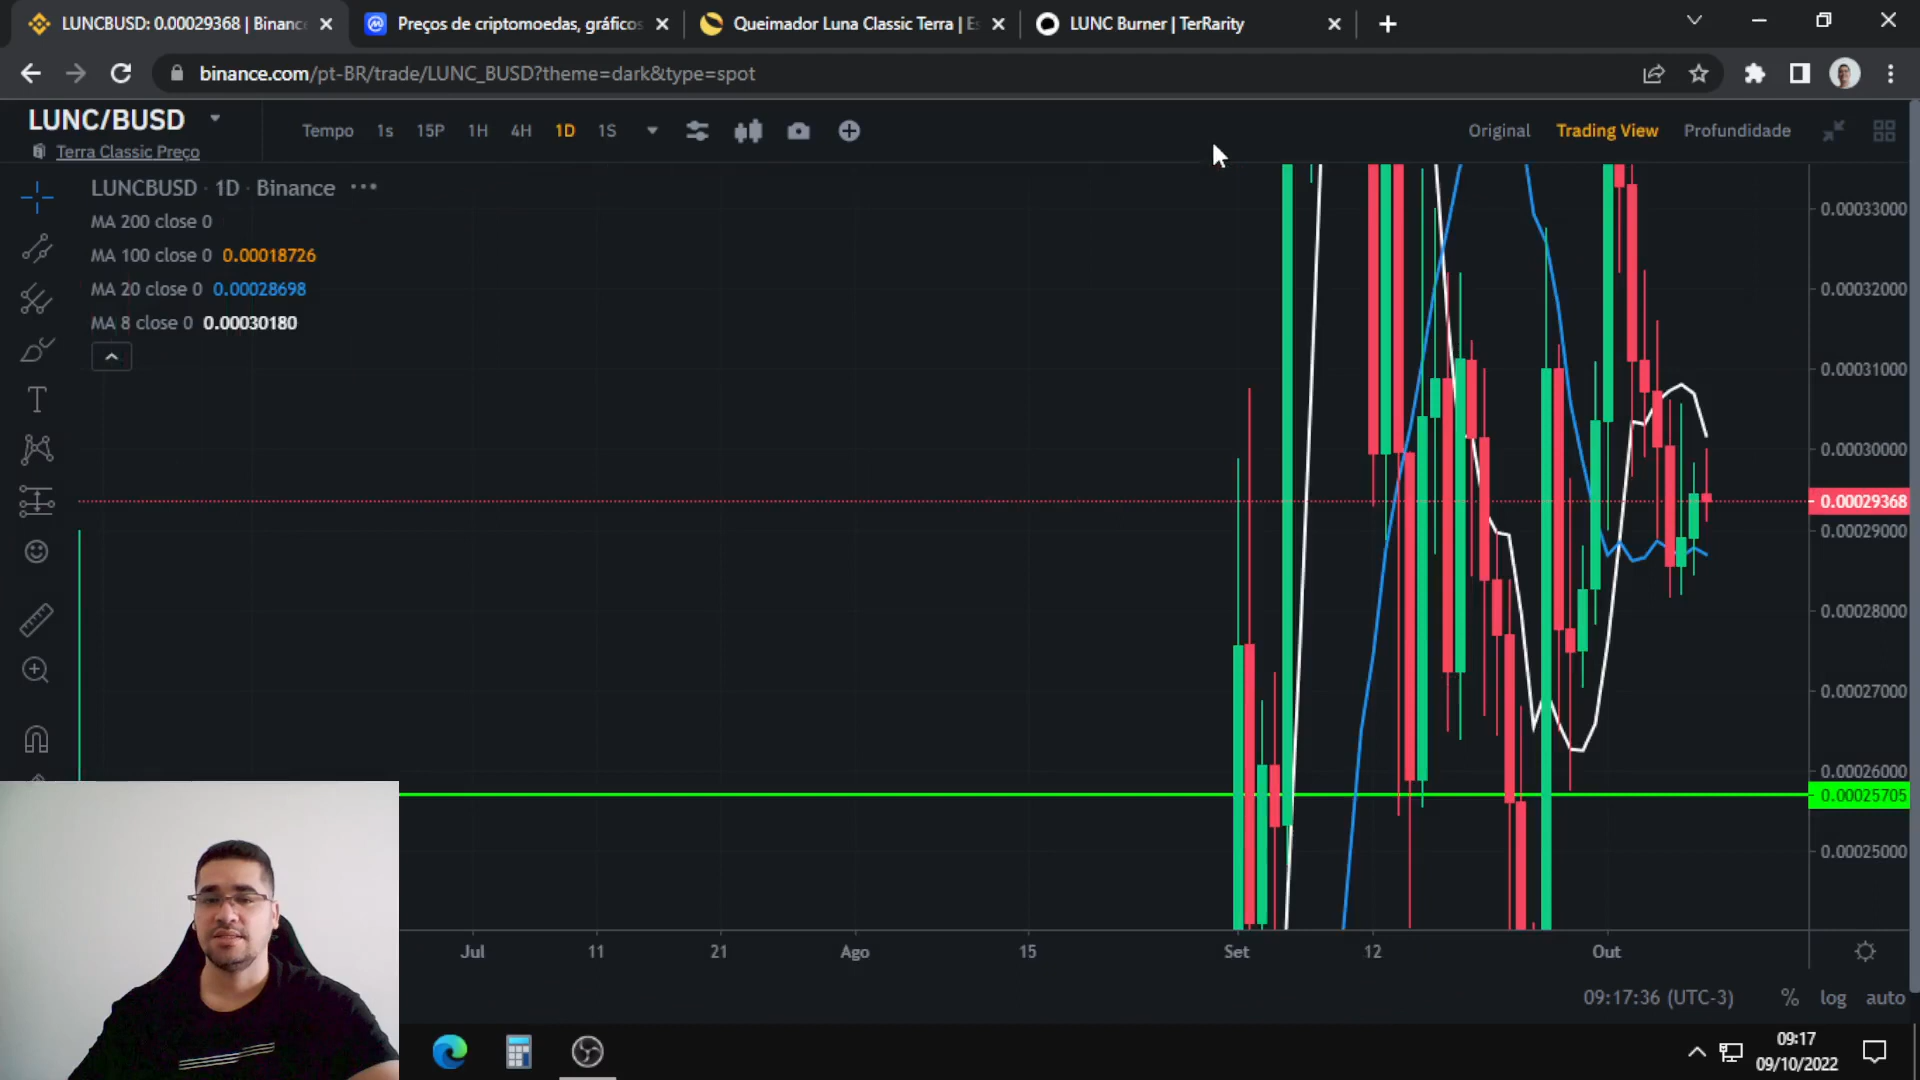 LUNCBUSD: 0.00029368 | Binance
Preços de criptomoedas, gráficos
Queimador Luna Classic Terra | Es
LUNC Burner | TerRarity
binance.com/pt-BR/trade/LUNC_BUSD?theme=dark&type=spot
LUNC/BUSD
Terra Classic Preço
Tempo 1s 15P 1H 4H 1D 1S
Original Trading View Profundidade
LUNCBUSD · 1D · Binance
MA 200 close 0
MA 100 close 0 0.00018726
MA 20 close 0 0.00028698
MA 8 close 0 0.00030180
0.00033000
0.00032000
0.00031000
0.00030000
0.00029368
0.00029000
0.00028000
0.00027000
0.00026000
0.00025705
0.00025000
Jul 11 21 Ago 15 Set 12 Out
09:17:36 (UTC-3) % log auto
09:17
09/10/2022